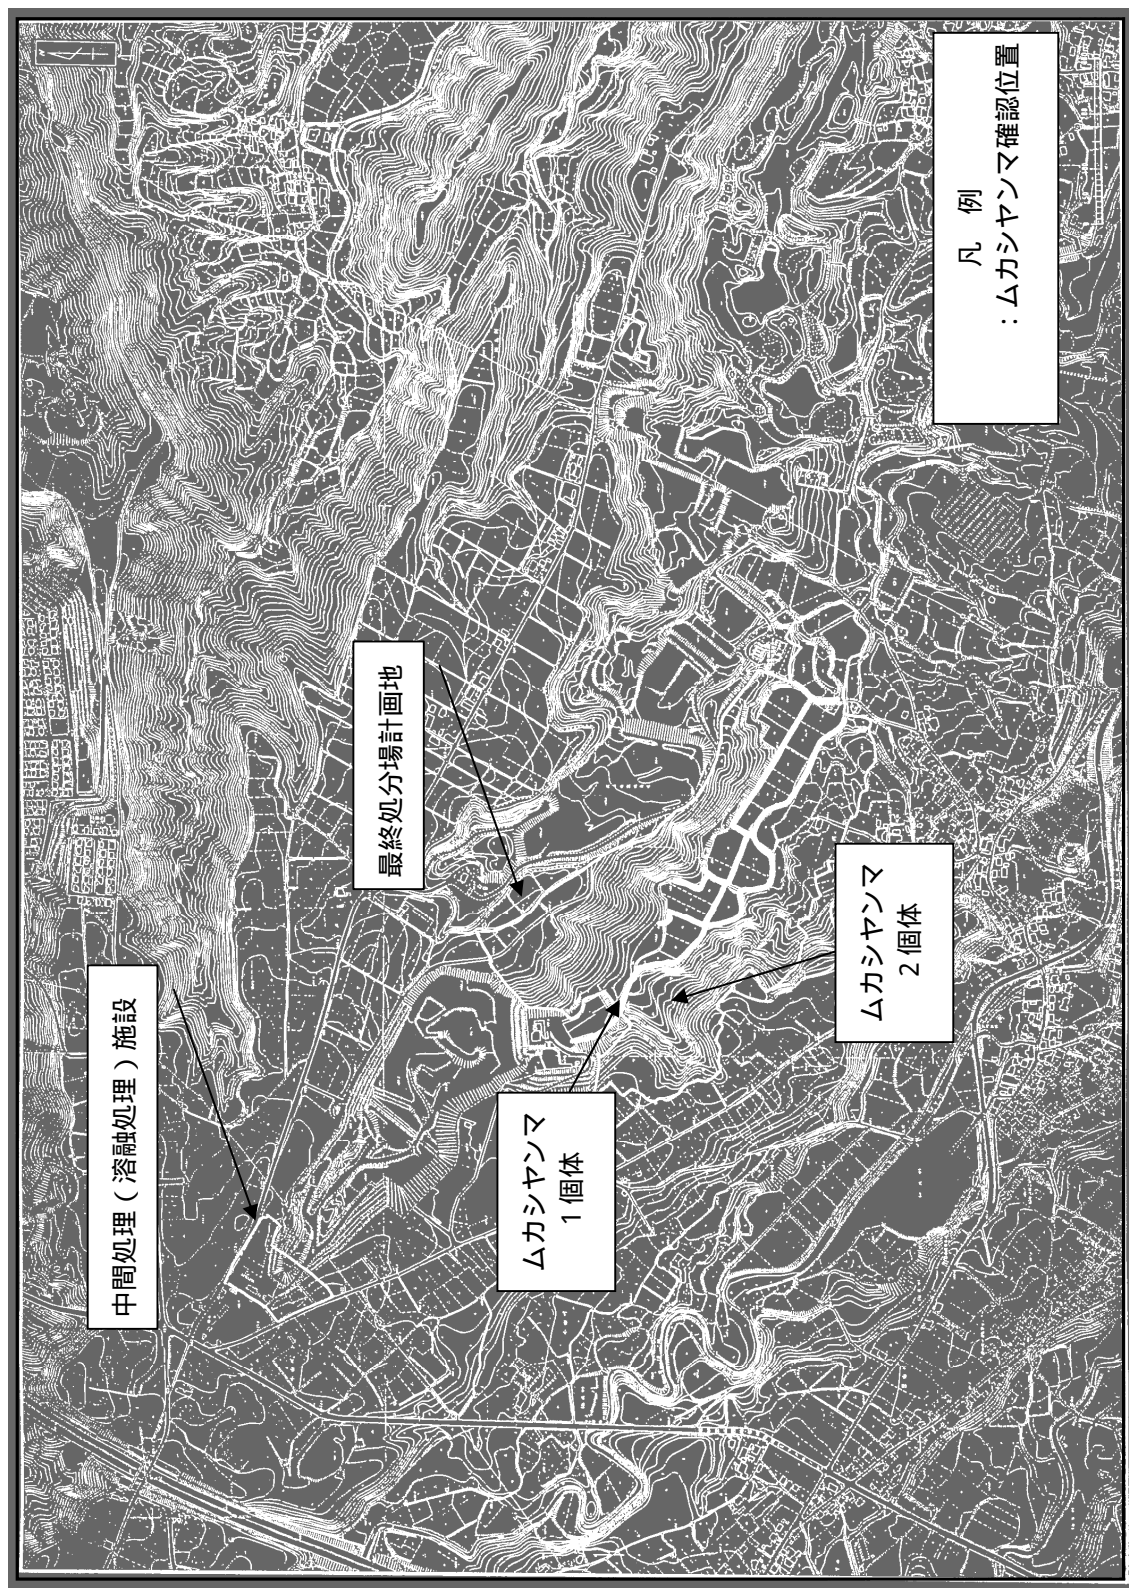 凡 例
：ムカシヤンマ確認位置
最終処分場計画地
中間処理（溶融処理）施設
ムカシヤンマ
2個体
ムカシヤンマ
1個体